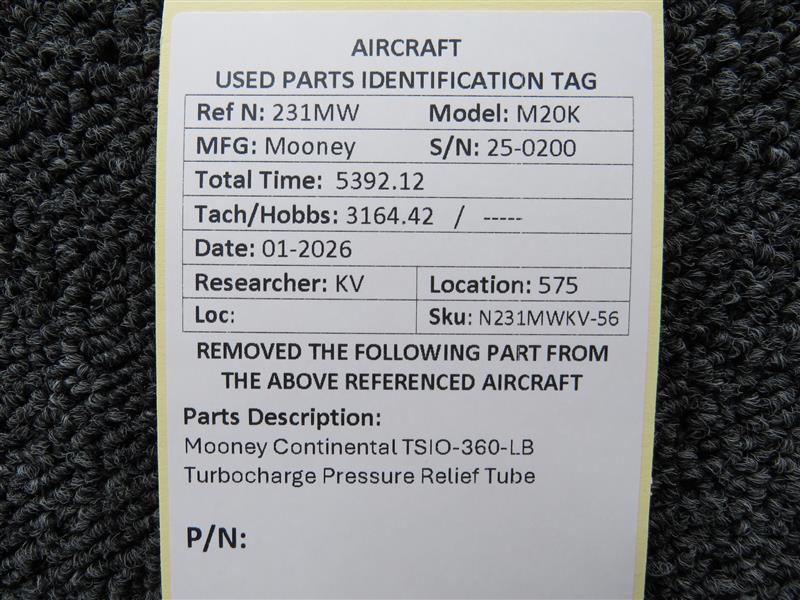 AIRCRAFT
USED PARTS IDENTIFICATION TAG
Ref N: 231MW Model: M20K
MFG: Mooney S/N: 25-0200
Total Time: 5392.12
Tach/Hobbs: 3164.42 / -----
Date: 01-2026
Researcher: KV Location: 575
Loc: Sku: N231MWKV-56
REMOVED THE FOLLOWING PART FROM
THE ABOVE REFERENCED AIRCRAFT
Parts Description:
Mooney Continental TSIO-360-LB
Turbocharge Pressure Relief Tube
P/N: